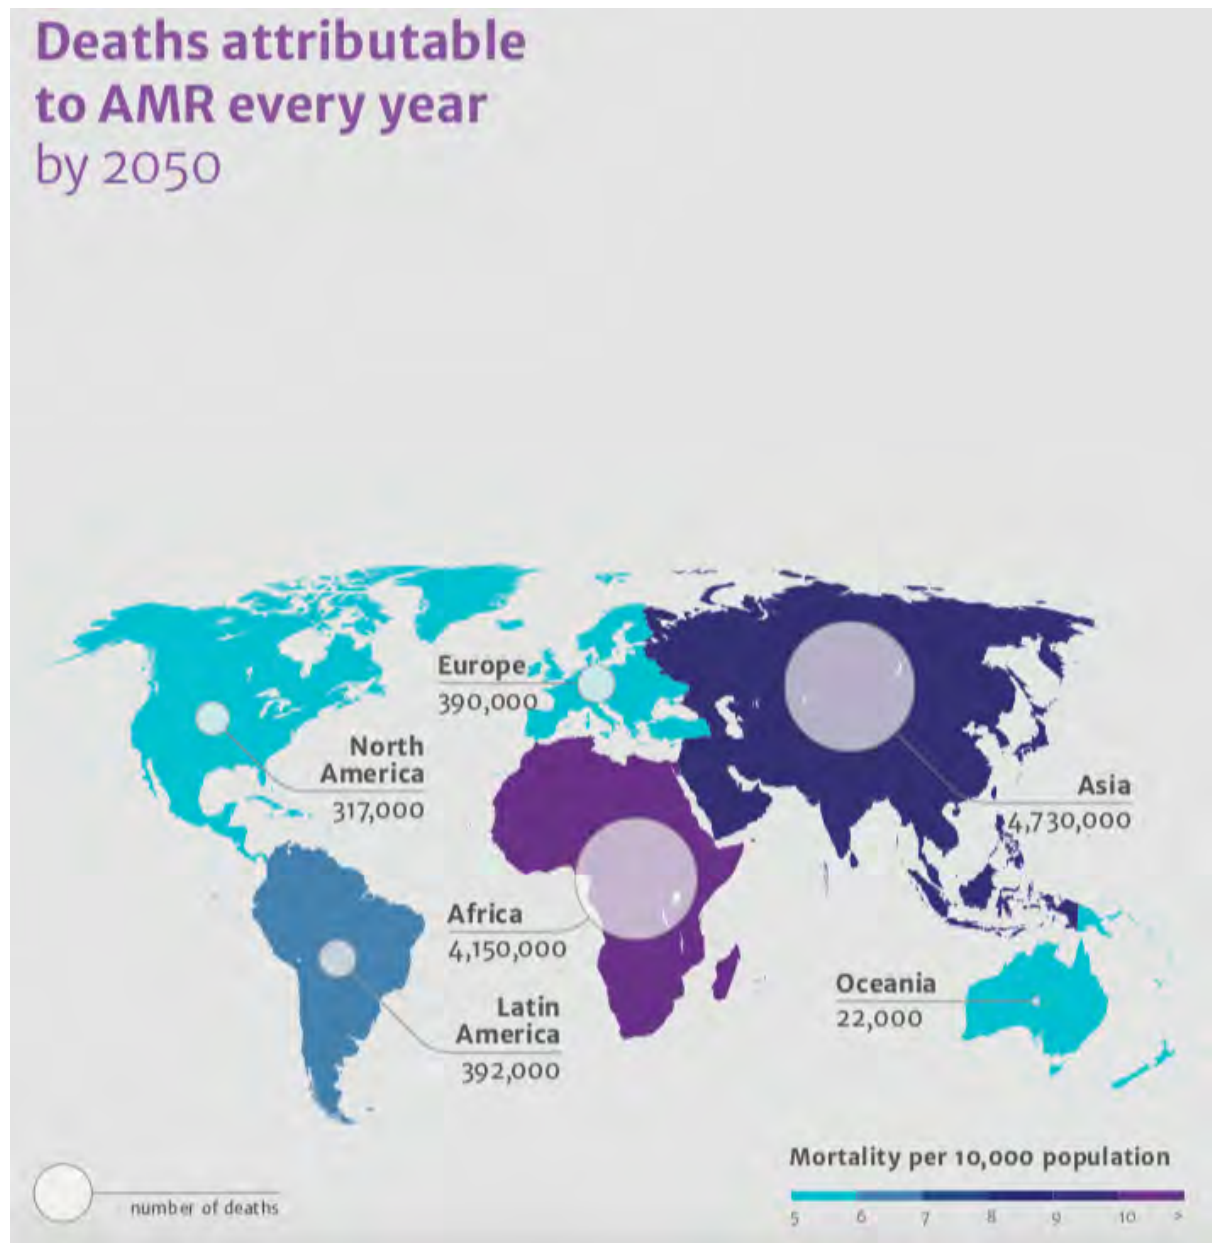 Deaths attributable
to AMR every year
by 2050
Europe
390,000
North
America
317,000
Asia
4,730,000
Africa
4,150,000
Oceania
22,000
Latin
America
392,000
Mortality per 10,000 population
number of deaths
5 6 7 8 9 10 >